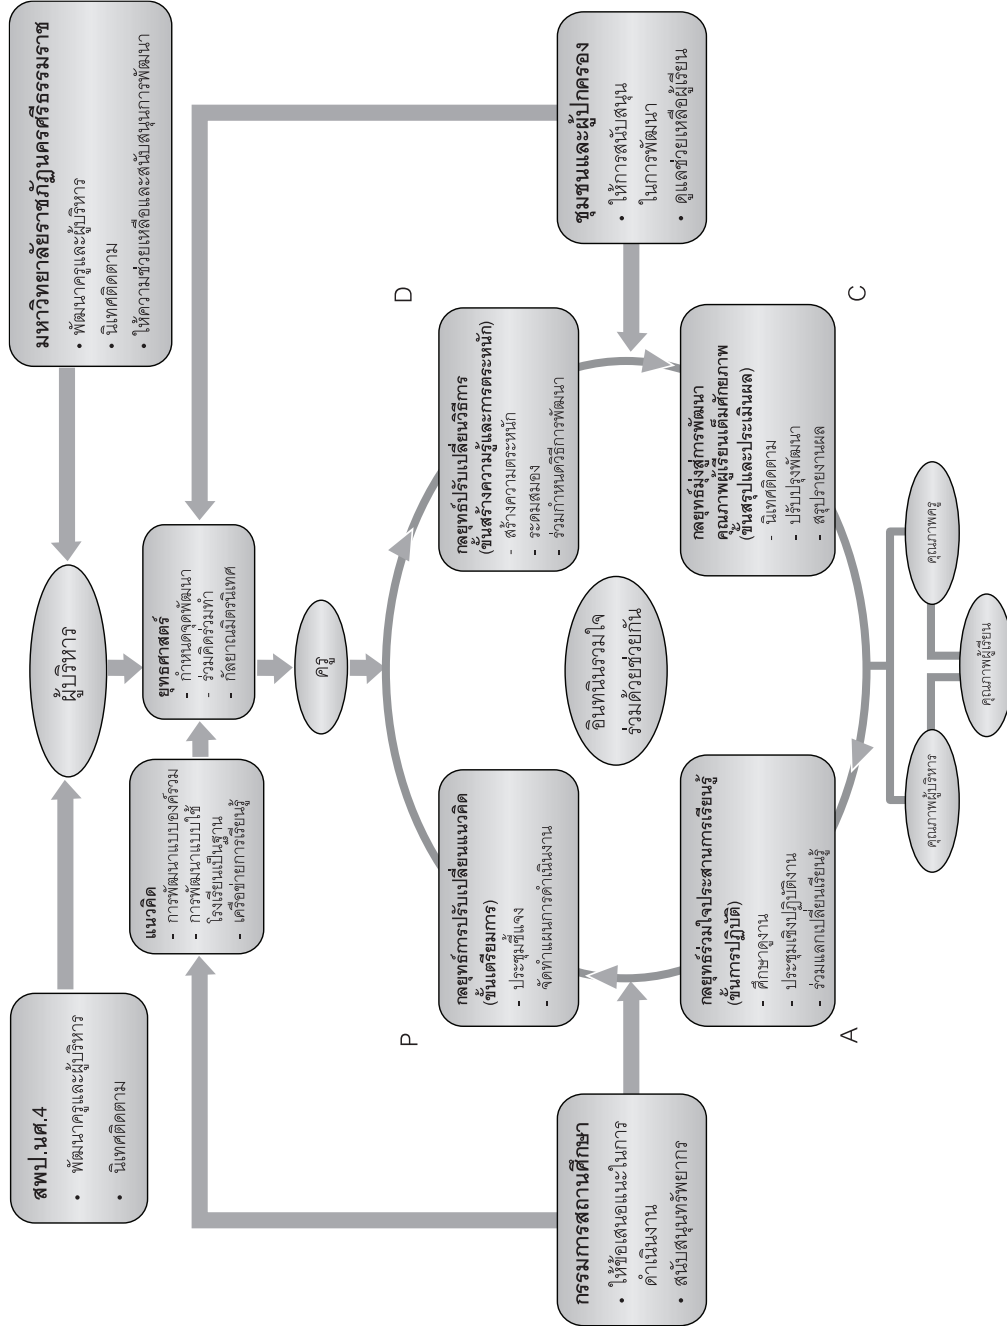 สพป.นศ.4
• พัฒนาครูและผู้บริหาร
• นิเทศติดตาม
ผู้บริหาร
มหาวิทยาลัยราชภัฏนครศรีธรรมราช
• พัฒนาครูและผู้บริหาร
• นิเทศติดตาม
• ให้ความช่วยเหลือและสนับสนุนการพัฒนา
แนวคิด
- การพัฒนาแบบองค์รวม
- การพัฒนาแบบใช้
โรงเรียนเป็นฐาน
- เครือข่ายการเรียนรู้
ยุทธศาสตร์
- กำหนดจุดพัฒนา
- ร่วมคิดร่วมทำ
- กัลยาณมิตรนิเทศ
ครู
P
กลยุทธ์การปรับเปลี่ยนแนวคิด
(ขั้นเตรียมการ)
- ประชุมชี้แจง
- จัดทำแผนการดำเนินงาน
D
กลยุทธ์ปรับเปลี่ยนวิธีการ
(ขั้นสร้างความรู้และการตระหนัก)
- สร้างความตระหนัก
- ระดมสมอง
- ร่วมกำหนดวิธีการพัฒนา
อินทนินรวมใจ
ร่วมด้วยช่วยกัน
กรรมการสถานศึกษา
• ให้ข้อเสนอแนะในการ
ดำเนินงาน
• สนับสนุนทรัพยากร
ชุมชนและผู้ปกครอง
• ให้การสนับสนุน
ในการพัฒนา
• ดูแลช่วยเหลือผู้เรียน
A
กลยุทธ์ร่วมใจประสานการเรียนรู้
(ขั้นการปฏิบัติ)
- ศึกษาดูงาน
- ประชุมเชิงปฏิบัติงาน
- ร่วมแลกเปลี่ยนเรียนรู้
C
กลยุทธ์มุ่งสู่การพัฒนา
คุณภาพผู้เรียนเต็มศักยภาพ
(ขั้นสรุปและประเมินผล)
- นิเทศติดตาม
- ปรับปรุงพัฒนา
- สรุปรายงานผล
คุณภาพผู้บริหาร
คุณภาพครู
คุณภาพผู้เรียน